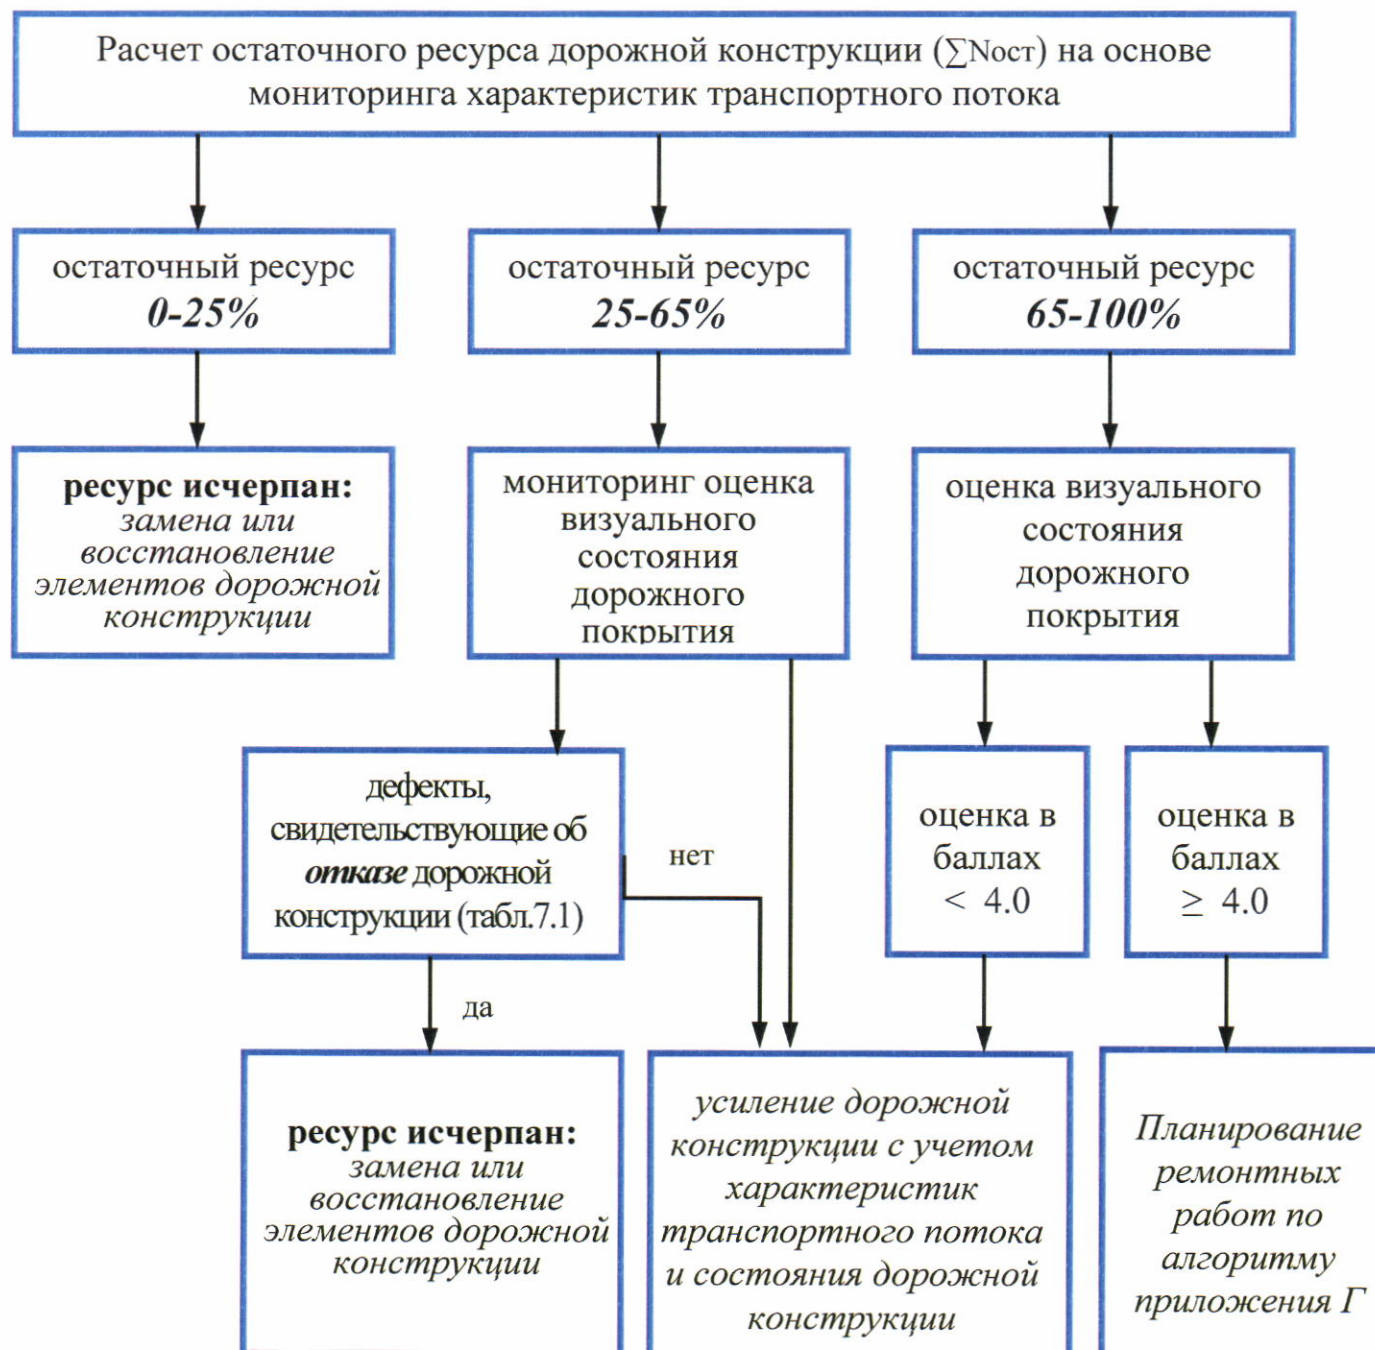 Расчет остаточного ресурса дорожной конструкции (∑Nост) на основе
мониторинга характеристик транспортного потока
остаточный ресурс
0-25%
остаточный ресурс
25-65%
остаточный ресурс
65-100%
ресурс исчерпан:
замена или
восстановление
элементов дорожной
конструкции
мониторинг оценка
визуального
состояния
дорожного
покрытия
оценка визуального
состояния
дорожного
покрытия
дефекты,
свидетельствующие об
отказе дорожной
конструкции (табл.7.1)
нет
да
оценка в
баллах
< 4.0
оценка в
баллах
≥ 4.0
ресурс исчерпан:
замена или
восстановление
элементов дорожной
конструкции
усиление дорожной
конструкции с учетом
характеристик
транспортного потока
и состояния дорожной
конструкции
Планирование
ремонтных
работ по
алгоритму
приложения Г